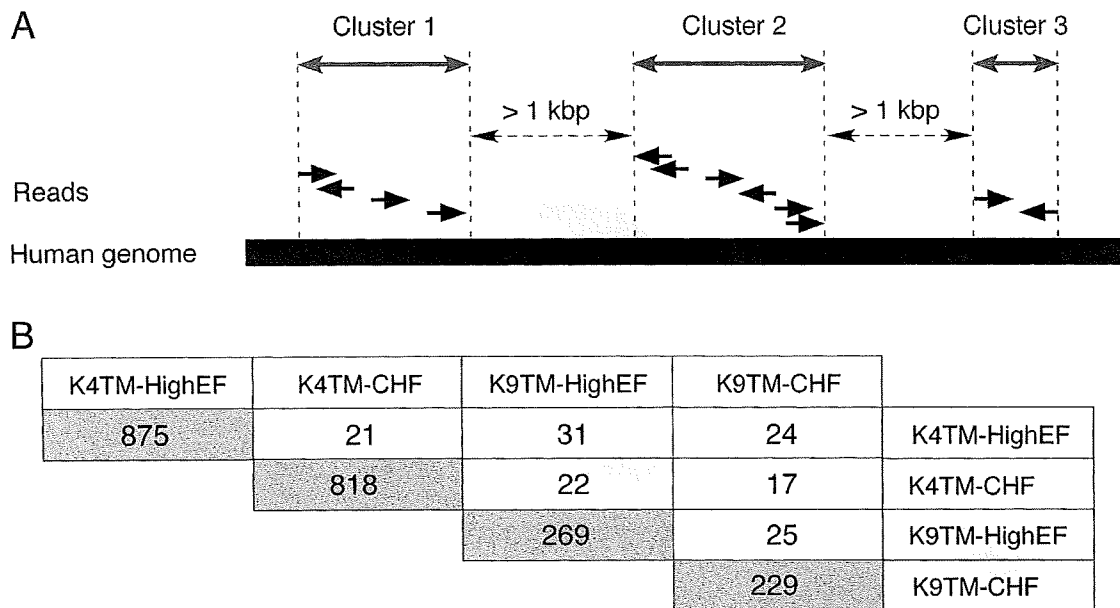 A
Cluster 1 Cluster 2 Cluster 3
> 1 kbp > 1 kbp
Reads
Human genome
B
K4TM-HighEF K4TM-CHF K9TM-HighEF K9TM-CHF
875 21 31 24 K4TM-HighEF
818 22 17 K4TM-CHF
269 25 K9TM-HighEF
229 K9TM-CHF